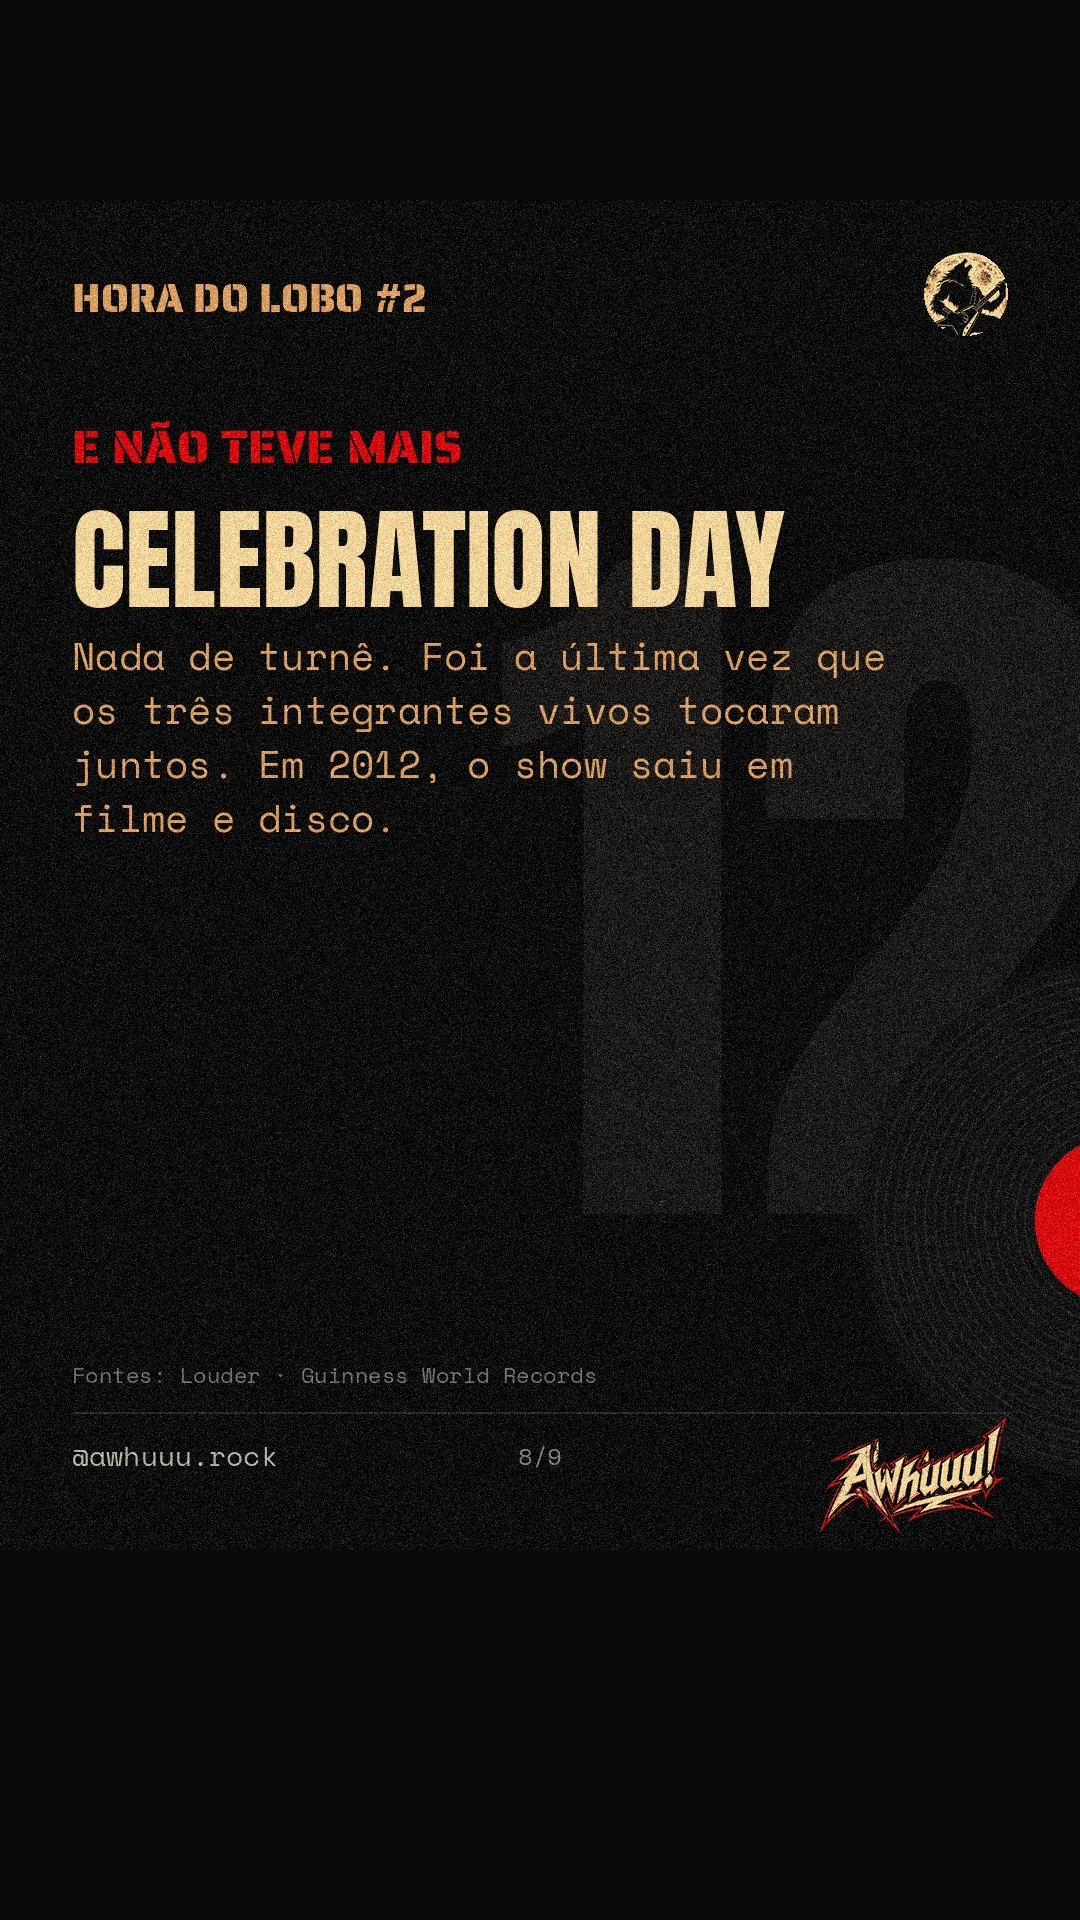 HORA DO LOBO #2
E NÃO TEVE MAIS
CELEBRATION DAY
Nada de turnê. Foi a última vez que
os três integrantes vivos tocaram
juntos. Em 2012, o show saiu em
filme e disco.
12
Fontes: Louder · Guinness World Records
@awhuuu.rock
8/9
Awhuuu!